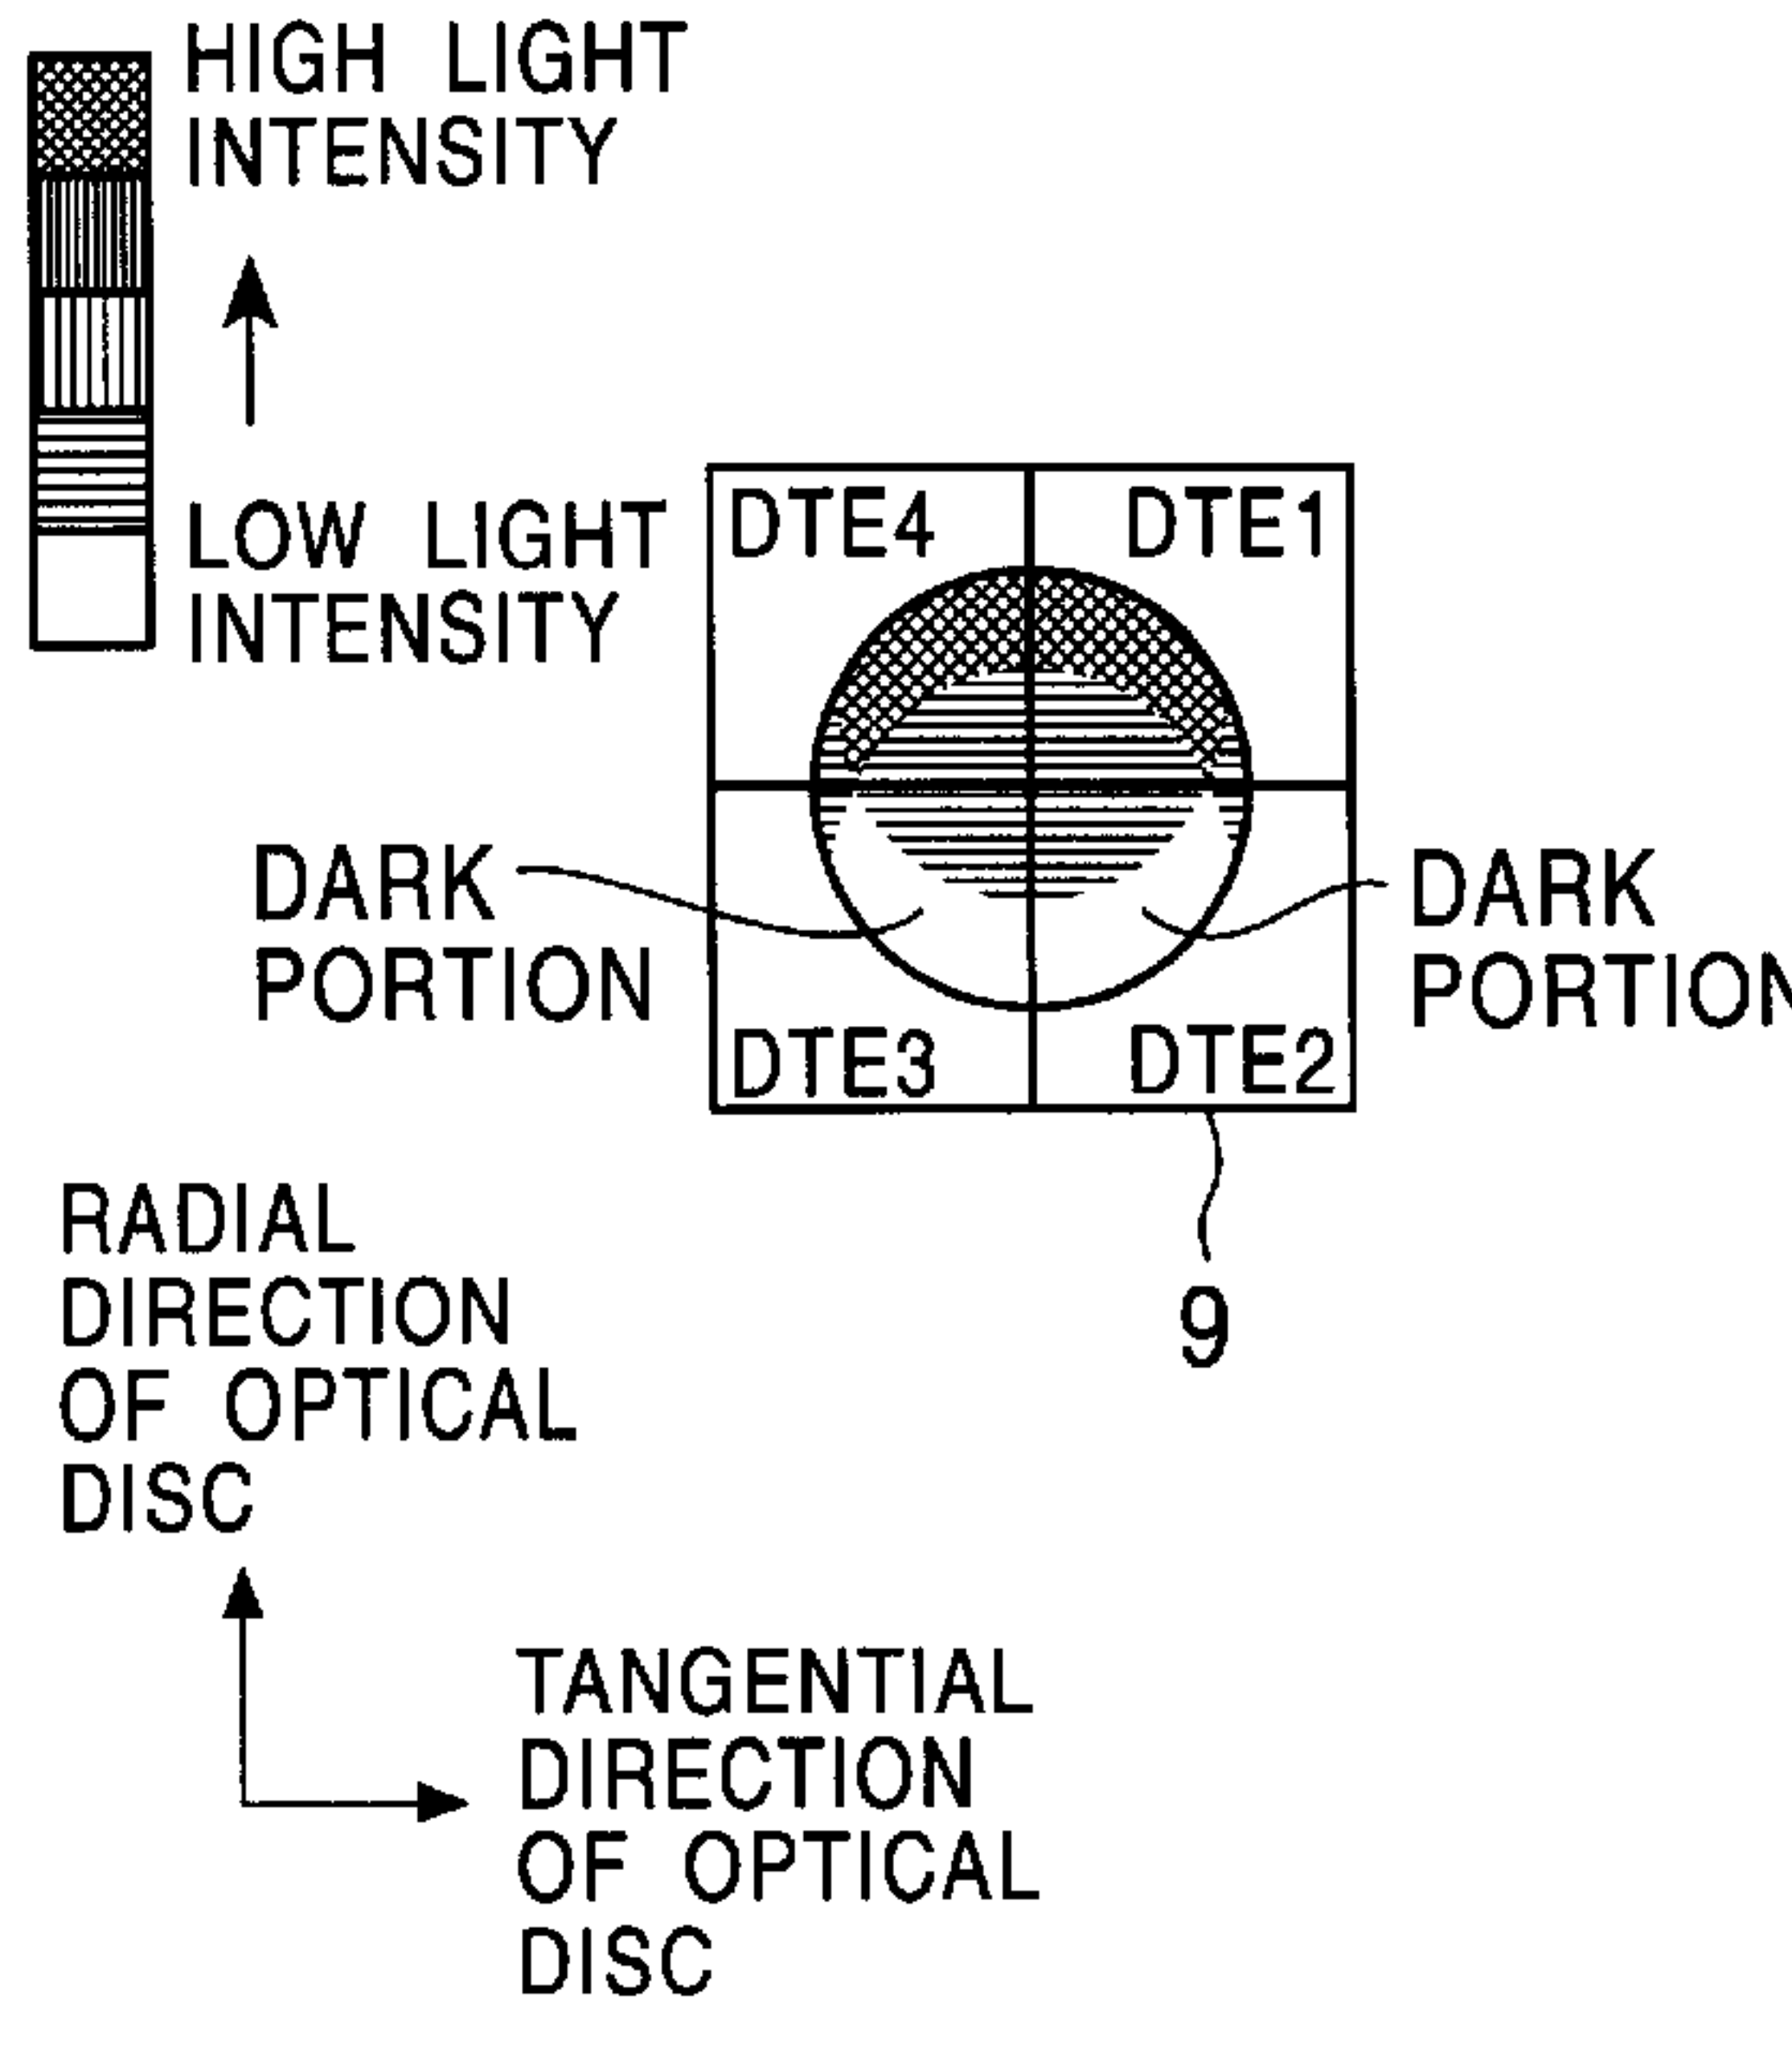 HIGH LIGHT
INTENSITY
LOW LIGHT
INTENSITY
DTE4
DTE1
DARK
PORTION
DARK
PORTION
DTE3
DTE2
9
RADIAL
DIRECTION
OF OPTICAL
DISC
TANGENTIAL
DIRECTION
OF OPTICAL
DISC